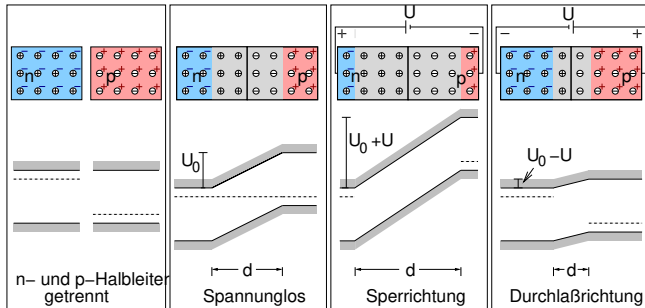 U
+ −
U
− +
n
p
n
p
n
p
n
p
U0
U0+U
U0−U
d
d
d
n− und p−Halbleiter
getrennt
Spannunglos
Sperrichtung
Durchlaßrichtung